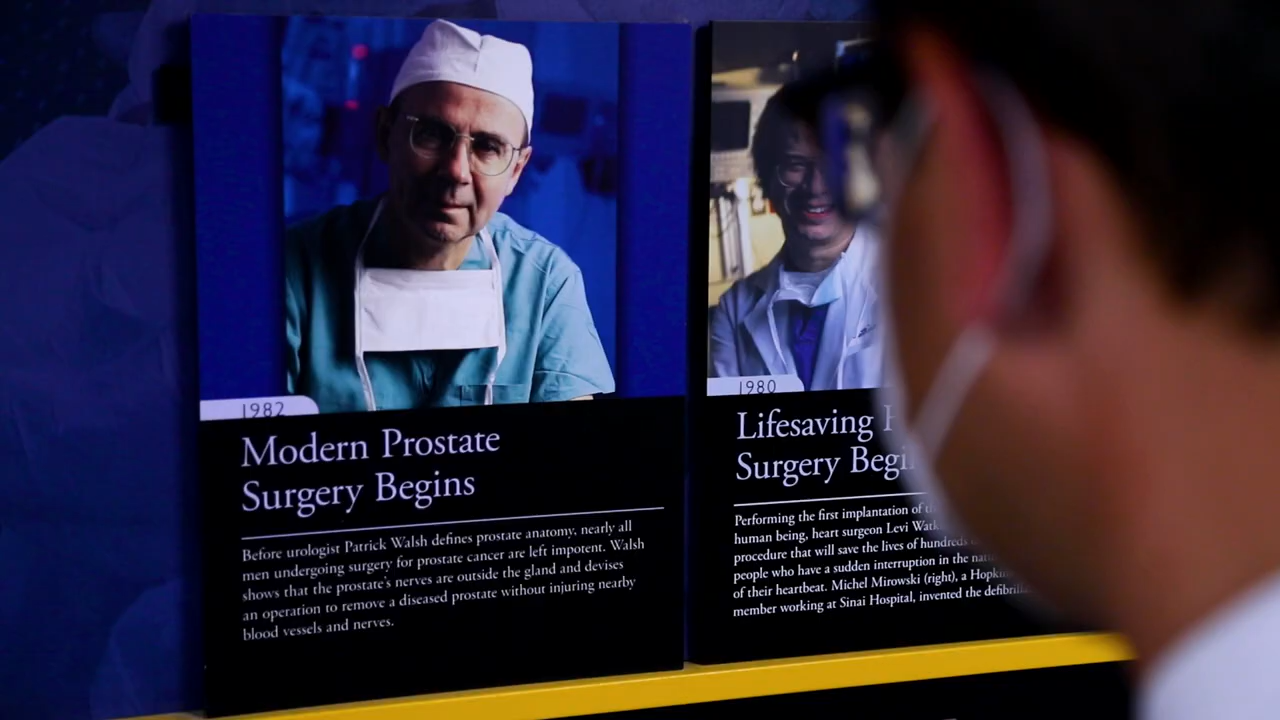 1982
Modern Prostate
Surgery Begins
Before urologist Patrick Walsh defines prostate anatomy, nearly all
men undergoing surgery for prostate cancer are left impotent. Walsh
shows that the prostate's nerves are outside the gland and devises
an operation to remove a diseased prostate without injuring nearby
blood vessels and nerves.
1980
Lifesaving
Surgery
Performing the first implantation of
human being, heart surgeon Levi
procedure that will save the lives of hundreds
people who have a sudden interruption in the
of their heartbeat. Michel Mirowski (right), a
member working at Sinai Hospital, invented the